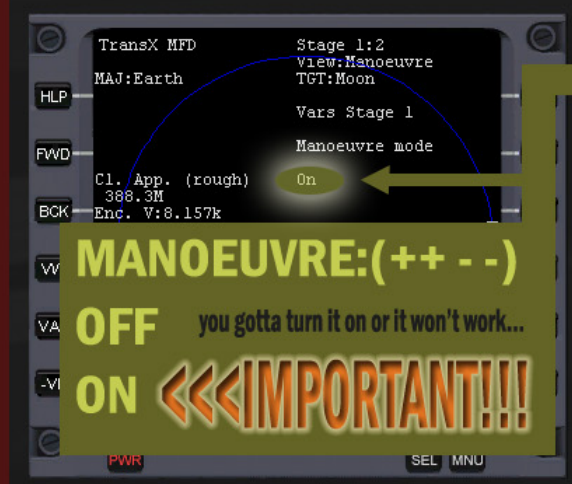 TransX MFD Stage 1:2
View:Manoeuvre
MAJ:Earth TGT:Moon
HLP
Vars Stage 1
FWD Manoeuvre mode
Cl. App. (rough) On
388.3M
BCK Enc. V:8.157k
MANOEUVRE:(++ - -)
OFF you gotta turn it on or it won't work...
ON <<<IMPORTANT!!!
PWR SEL MNU